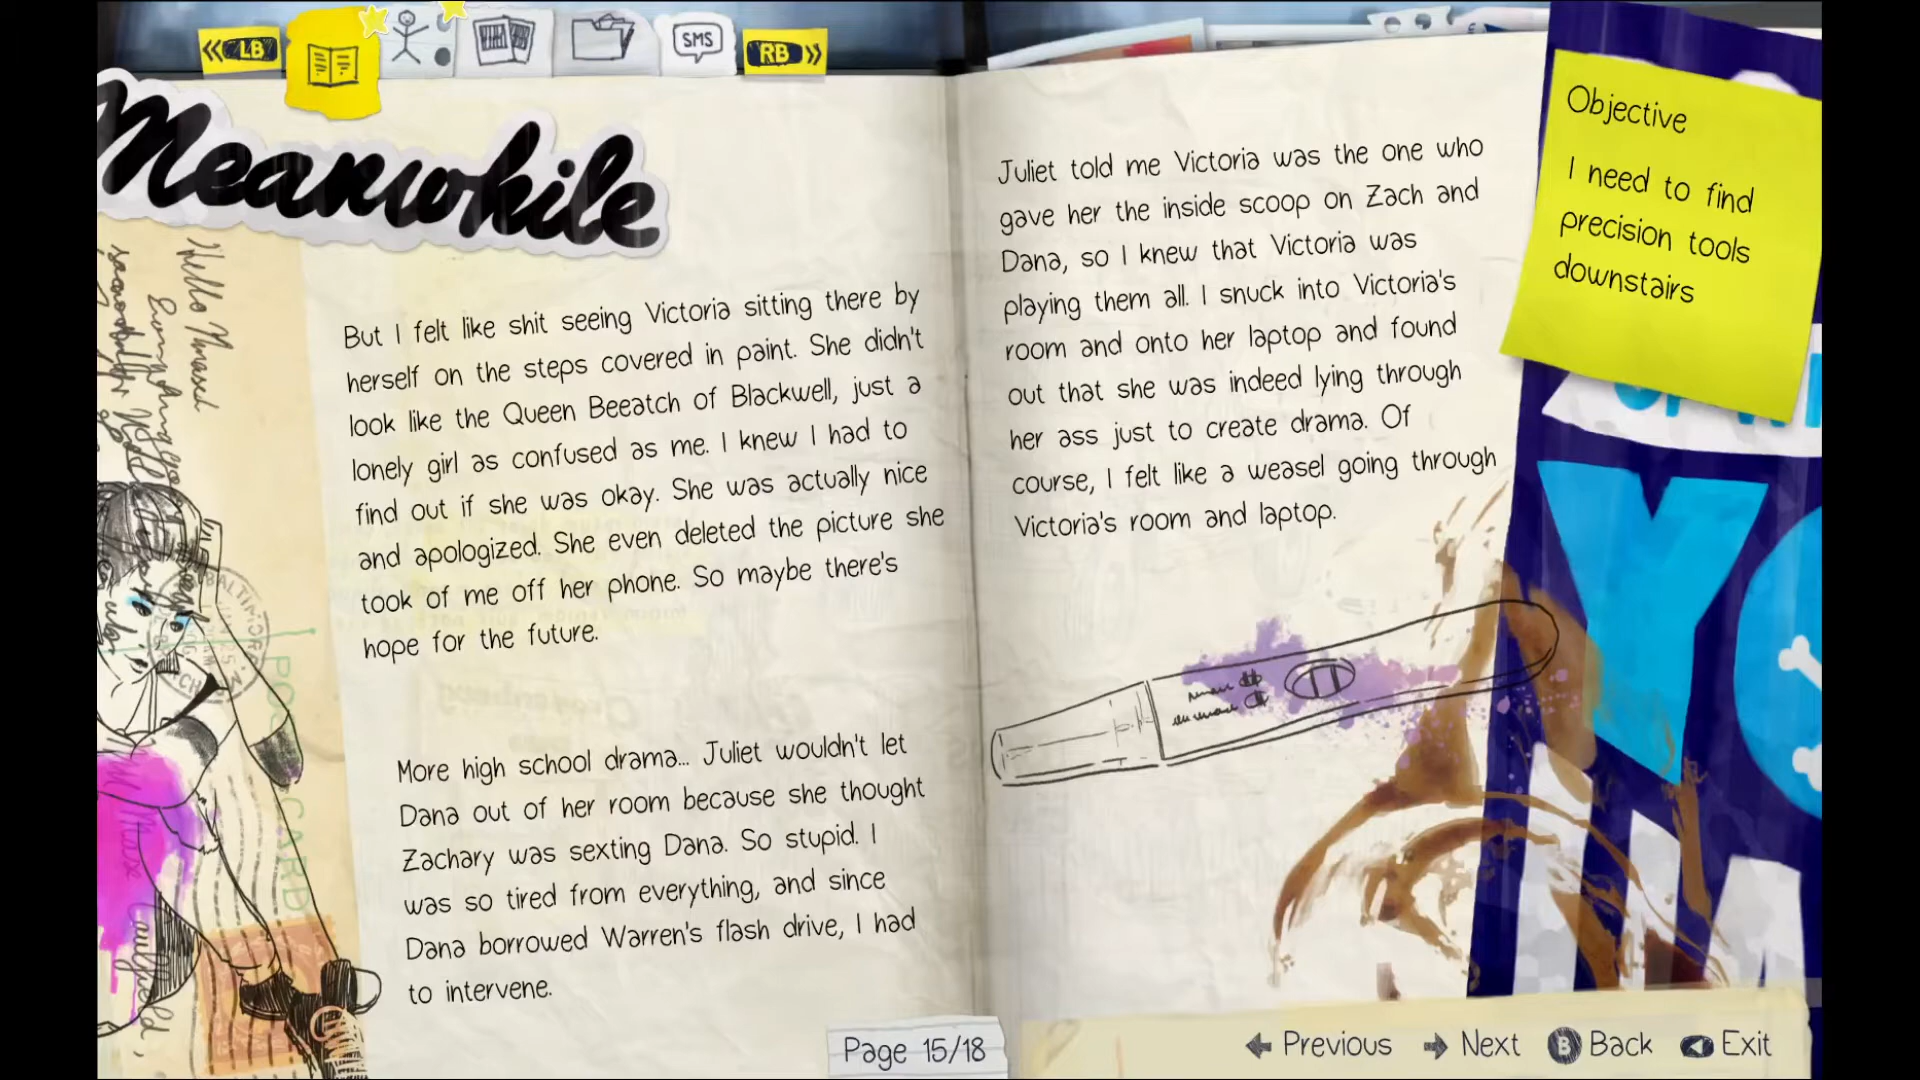 LB
SMS
RB
Meanwhile
But I felt like shit seeing Victoria sitting there by
herself on the steps covered in paint. She didn't
look like the Queen Beeatch of Blackwell, just a
lonely girl as confused as me. I knew I had to
find out if she was okay. She was actually nice
and apologized. She even deleted the picture she
took of me off her phone. So maybe there's
hope for the future.
More high school drama... Juliet wouldn't let
Dana out of her room because she thought
Zachary was sexting Dana. So stupid. I
was so tired from everything, and since
Dana borrowed Warren's flash drive, I had
to intervene.
Juliet told me Victoria was the one who
gave her the inside scoop on Zach and
Dana, so I knew that Victoria was
playing them all. I snuck into Victoria's
room and onto her laptop and found
out that she was indeed lying through
her ass just to create drama. Of
course, I felt like a weasel going through
Victoria's room and laptop.
Objective
I need to find
precision tools
downstairs
Hello
POST CARD
Page 15/18
Previous
Next
B Back
Exit